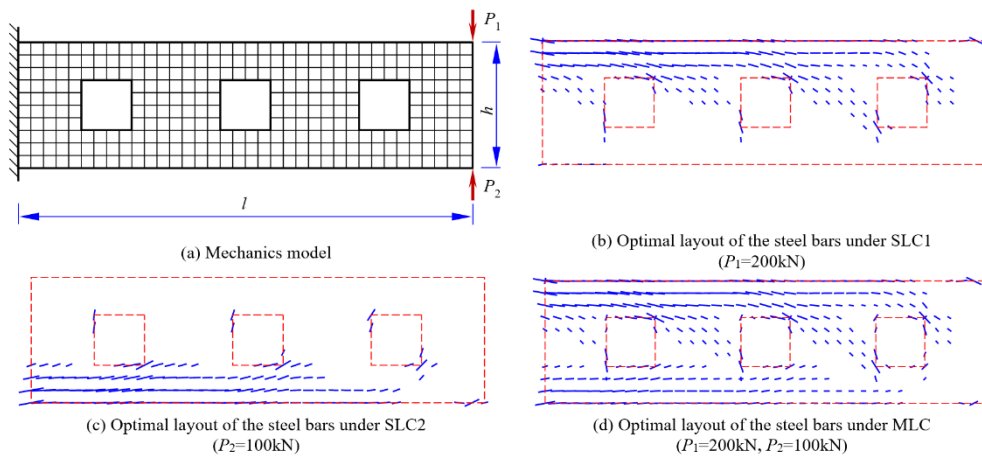 P1
h
P2
l
(a) Mechanics model
(b) Optimal layout of the steel bars under SLC1
(P1=200kN)
(c) Optimal layout of the steel bars under SLC2
(P2=100kN)
(d) Optimal layout of the steel bars under MLC
(P1=200kN, P2=100kN)